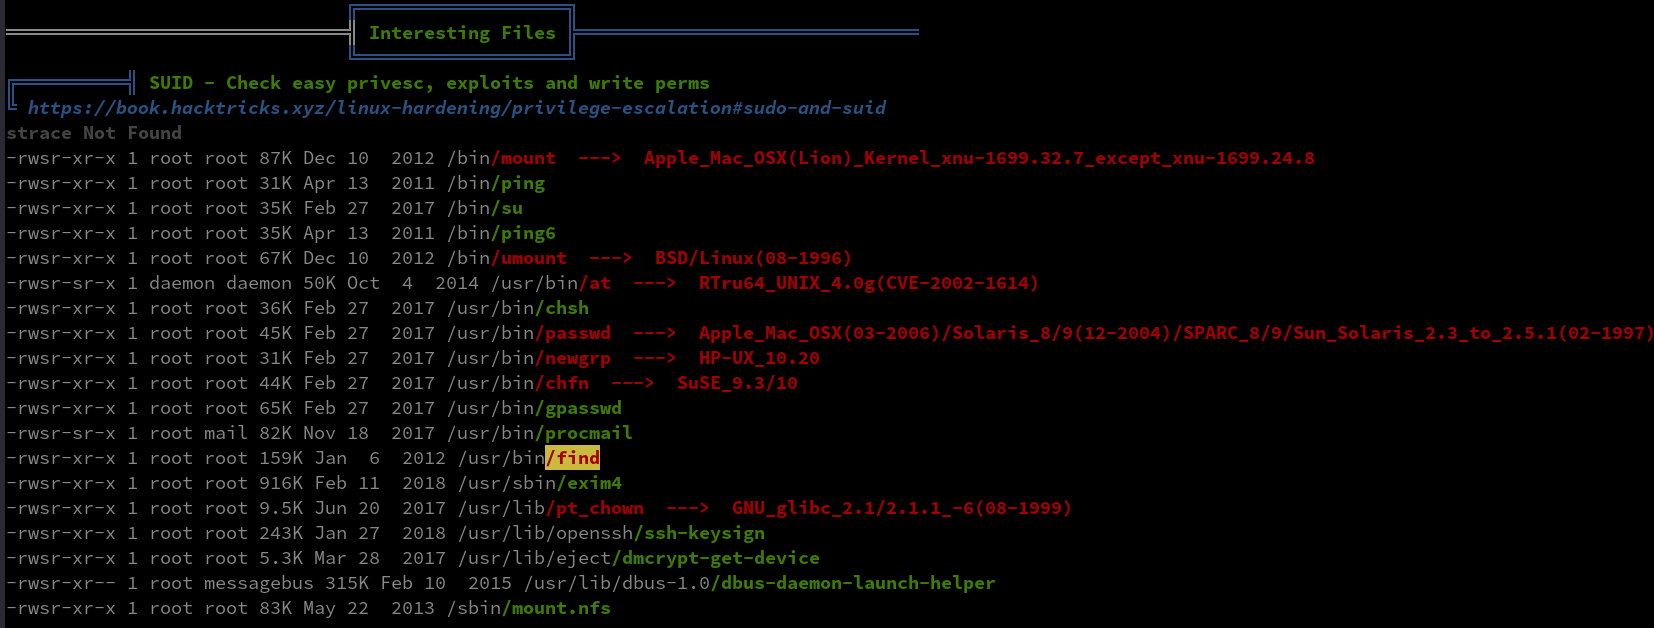 Interesting Files
SUID - Check easy privesc, exploits and write perms
https://book.hacktricks.xyz/linux-hardening/privilege-escalation#sudo-and-suid
strace Not Found
-rwsr-xr-x 1 root root 87K Dec 10  2012 /bin/mount  --->  Apple_Mac_OSX(Lion)_Kernel_xnu-1699.32.7_except_xnu-1699.24.8
-rwsr-xr-x 1 root root 31K Apr 13  2011 /bin/ping
-rwsr-xr-x 1 root root 35K Feb 27  2017 /bin/su
-rwsr-xr-x 1 root root 35K Apr 13  2011 /bin/ping6
-rwsr-xr-x 1 root root 67K Dec 10  2012 /bin/umount  --->  BSD/Linux(08-1996)
-rwsr-sr-x 1 daemon daemon 50K Oct  4  2014 /usr/bin/at  --->  RTru64_UNIX_4.0g(CVE-2002-1614)
-rwsr-xr-x 1 root root 36K Feb 27  2017 /usr/bin/chsh
-rwsr-xr-x 1 root root 45K Feb 27  2017 /usr/bin/passwd  --->  Apple_Mac_OSX(03-2006)/Solaris_8/9(12-2004)/SPARC_8/9/Sun_Solaris_2.3_to_2.5.1(02-1997)
-rwsr-xr-x 1 root root 31K Feb 27  2017 /usr/bin/newgrp  --->  HP-UX_10.20
-rwsr-xr-x 1 root root 44K Feb 27  2017 /usr/bin/chfn  --->  SuSE_9.3/10
-rwsr-xr-x 1 root root 65K Feb 27  2017 /usr/bin/gpasswd
-rwsr-sr-x 1 root mail 82K Nov 18  2017 /usr/bin/procmail
-rwsr-xr-x 1 root root 159K Jan  6  2012 /usr/bin/find
-rwsr-xr-x 1 root root 916K Feb 11  2018 /usr/sbin/exim4
-rwsr-xr-x 1 root root 9.5K Jun 20  2017 /usr/lib/pt_chown  --->  GNU_glibc_2.1/2.1.1_-6(08-1999)
-rwsr-xr-x 1 root root 243K Jan 27  2018 /usr/lib/openssh/ssh-keysign
-rwsr-xr-x 1 root root 5.3K Mar 28  2017 /usr/lib/eject/dmcrypt-get-device
-rwsr-xr-- 1 root messagebus 315K Feb 10  2015 /usr/lib/dbus-1.0/dbus-daemon-launch-helper
-rwsr-xr-x 1 root root 83K May 22  2013 /sbin/mount.nfs